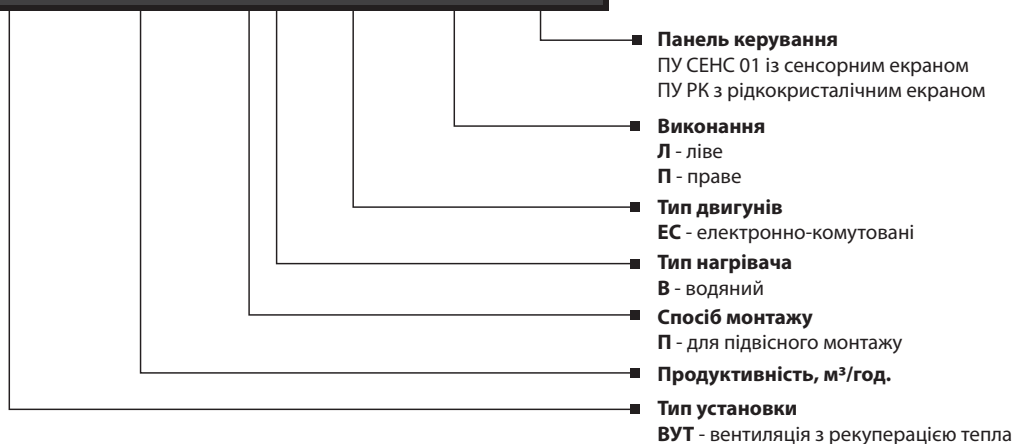 Панель керування
ПУ СЕНС 01 із сенсорним екраном
ПУ РК з рідкокристалічним екраном
Виконання
Л - ліве
П - праве
Тип двигунів
ЕС - електронно-комутовані
Тип нагрівача
В - водяний
Спосіб монтажу
П - для підвісного монтажу
Продуктивність, м³/год.
Тип установки
ВУТ - вентиляція з рекуперацією тепла